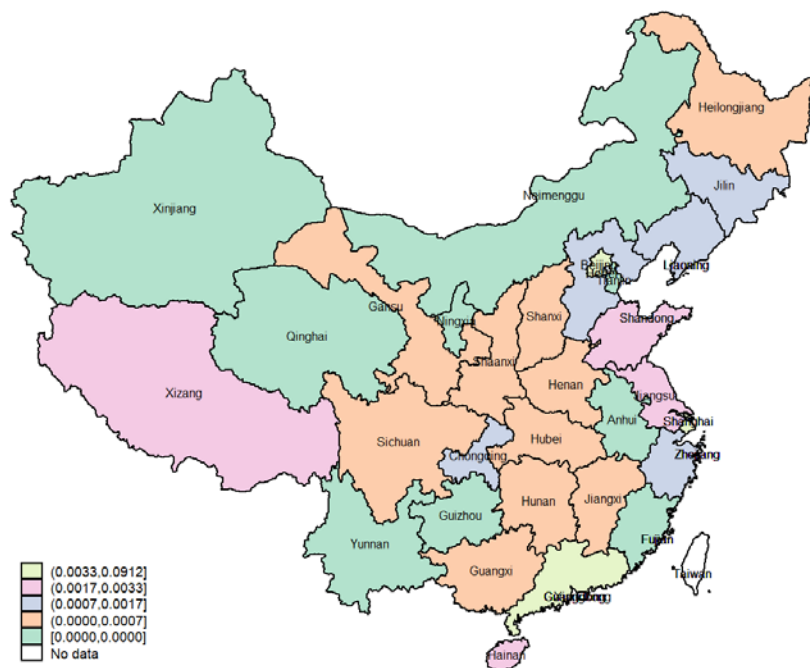 Heilongjiang
Jilin
Xinjiang
Neimenggu
Beijing
Liaoning
Tianjin
Gansu
Ningxia
Shanxi
Shandong
Qinghai
Shaanxi
Xizang
Henan
Jiangsu
Anhui
Shanghai
Sichuan
Hubei
Chongqing
Zhejiang
Hunan
Jiangxi
Guizhou
Yunnan
Fujian
Guangxi
Taiwan
Hainan
(0.0033,0.0912]
(0.0017,0.0033]
(0.0007,0.0017]
(0.0000,0.0007]
[0.0000,0.0000]
No data